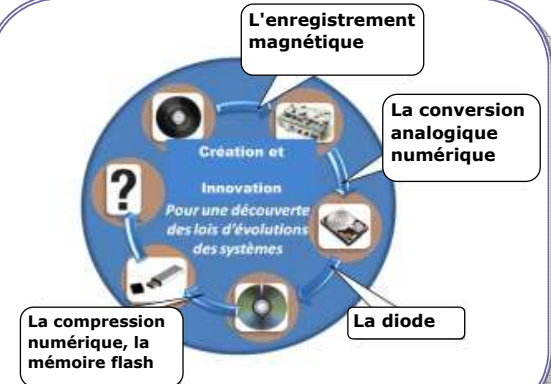 L'enregistrement
magnétique
La conversion
analogique
numérique
Création et
Innovation
Pour une découverte
des lois d'évolutions
des systèmes
?
La diode
La compression
numérique, la
mémoire flash